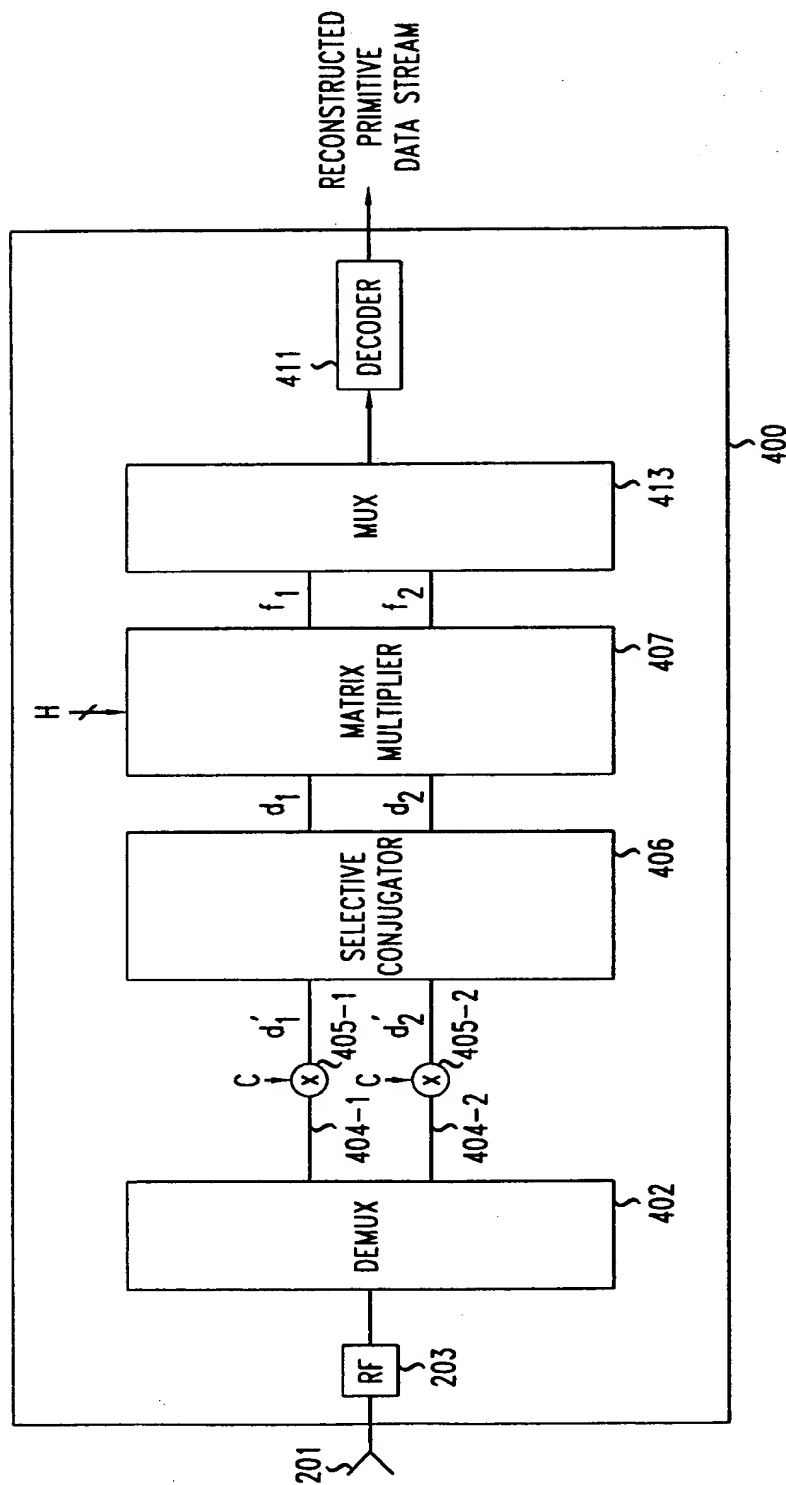 201
RF
203
DEMUX
402
404-1
404-2
C
X
405-1
C
X
405-2
d'1
d'2
SELECTIVE
CONJUGATOR
406
d1
d2
H
MATRIX
MULTIPLIER
407
f1
f2
MUX
413
411
DECODER
400
RECONSTRUCTED
PRIMITIVE
DATA STREAM